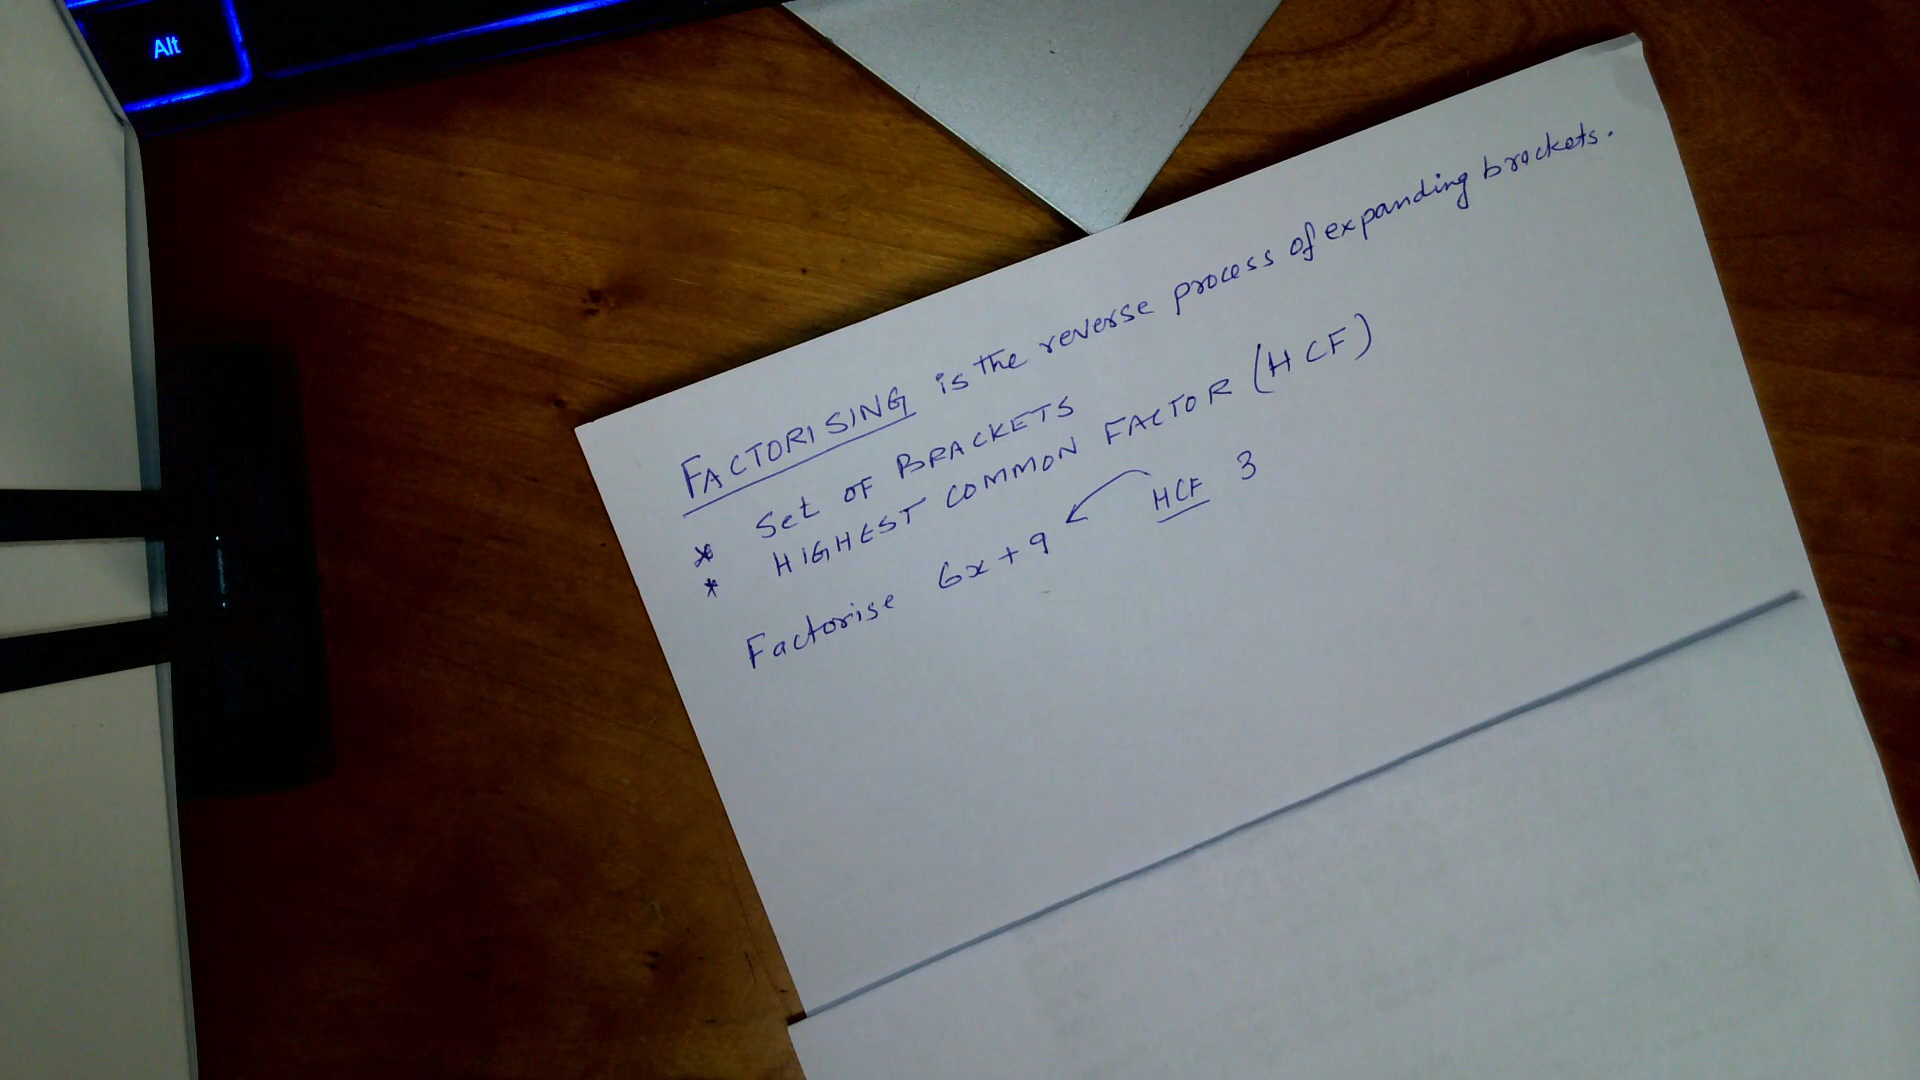 Alt
FACTORISING is the reverse process of expanding brackets.
* Set OF BRACKETS
* HIGHEST COMMON FACTOR (HCF)
Factorise 6x + 9 ← HCF 3